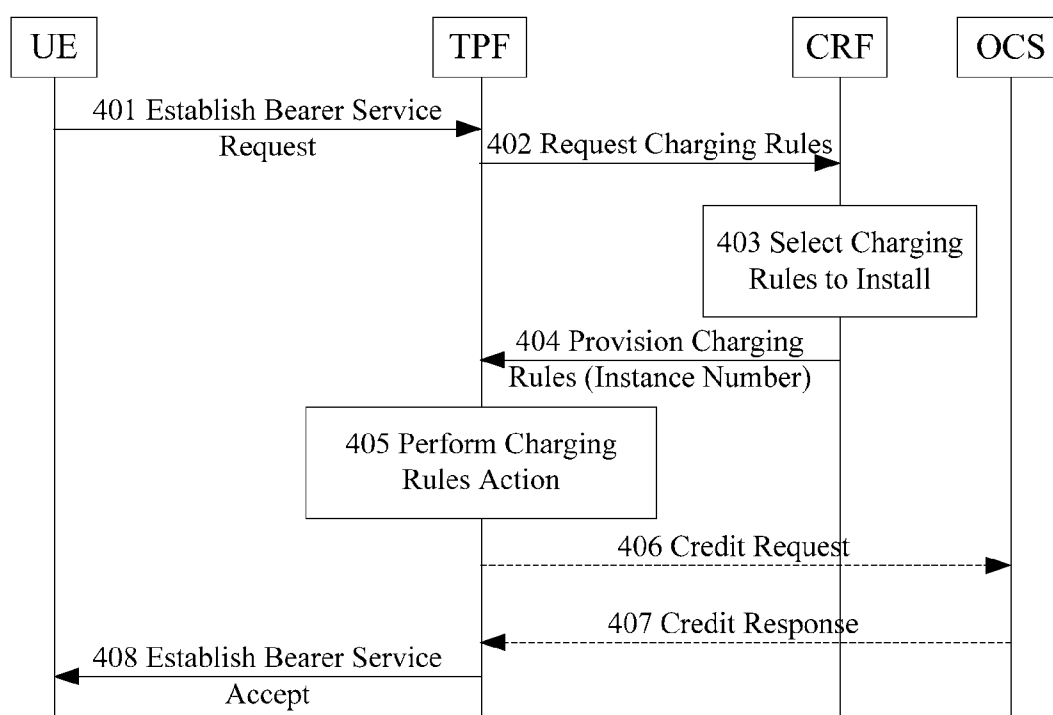 UE
TPF
CRF
OCS
401 Establish Bearer Service
Request
402 Request Charging Rules
403 Select Charging
Rules to Install
404 Provision Charging
Rules (Instance Number)
405 Perform Charging
Rules Action
406 Credit Request
407 Credit Response
408 Establish Bearer Service
Accept